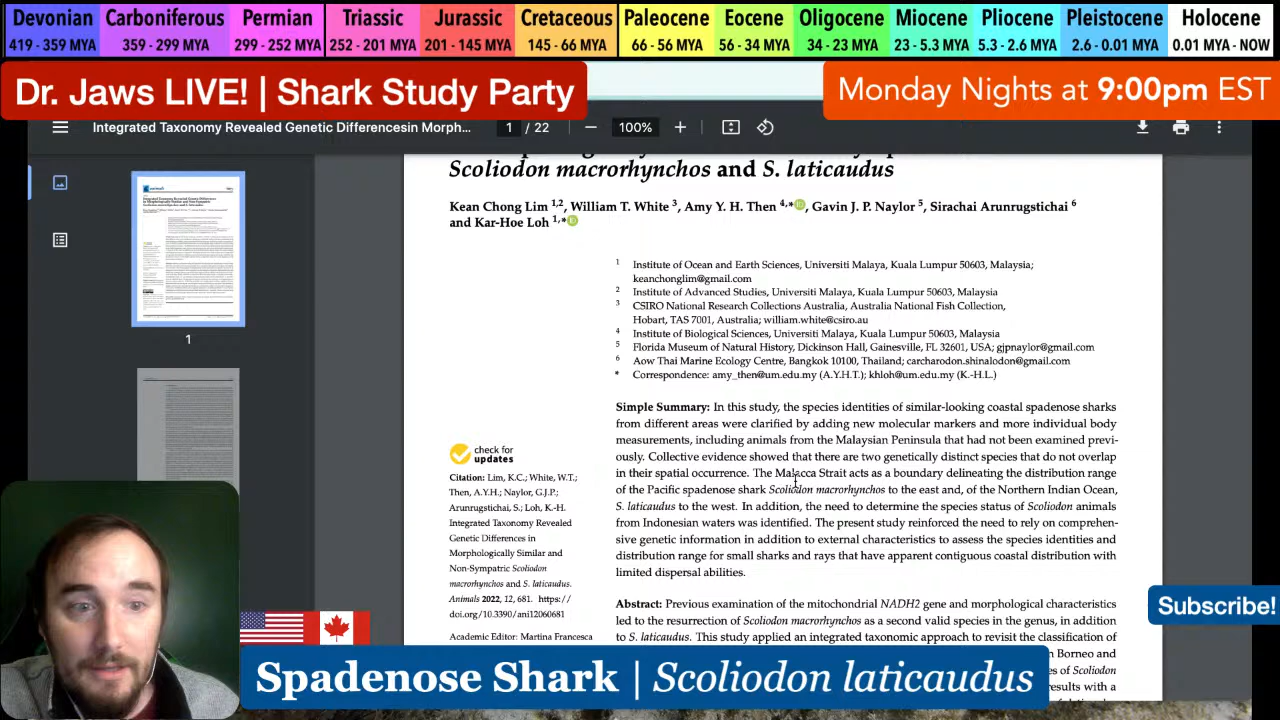 Devonian Carboniferous Permian Triassic Jurassic Cretaceous Paleocene Eocene Oligocene Miocene Pliocene Pleistocene Holocene
419 - 359 MYA 359 - 299 MYA 299 - 252 MYA 252 - 201 MYA 201 - 145 MYA 145 - 66 MYA 66 - 56 MYA 56 - 34 MYA 34 - 23 MYA 23 - 5.3 MYA 5.3 - 2.6 MYA 2.6 - 0.01 MYA 0.01 MYA - NOW
Dr. Jaws LIVE! | Shark Study Party
Monday Nights at 9:00pm EST
Integrated Taxonomy Revealed Genetic Differencesin Morph... 1 / 22 100%
Scoliodon macrorhynchos and S. laticaudus
Kean Chong Lim 1,2, William T. White 3, Amy Y. H. Then 4,*, Gavin J. P. Naylor 5, Sirachai Arunrugstichai 6
and Kar-Hoe Loh 1,*
1 Institute of Ocean and Earth Sciences, Universiti Malaya, Kuala Lumpur 50603, Malaysia;
keanchonglim@gmail.com
2 Institute of Advanced Studies, Universiti Malaya, Kuala Lumpur 50603, Malaysia
3 CSIRO National Research Collections Australia, Australia National Fish Collection,
Hobart, TAS 7001, Australia; william.white@csiro.au
4 Institute of Biological Sciences, Universiti Malaya, Kuala Lumpur 50603, Malaysia
5 Florida Museum of Natural History, Dickinson Hall, Gainesville, FL 32601, USA; gjpnaylor@gmail.com
6 Aow Thai Marine Ecology Centre, Bangkok 10100, Thailand; carcharodon.shinalodon@gmail.com
* Correspondence: amy_then@um.edu.my (A.Y.H.T.); khloh@um.edu.my (K.-H.L.)
1
Simple Summary: In this study, the species identities of similar-looking coastal spadenose sharks
from different areas were clarified by adding new molecular markers and more individual body
measurements, including animals from the Malaysian Peninsula that had not been examined previ-
ously. Collective evidence showed that there are two genetically distinct species that do not overlap
in their spatial occurrence. The Malacca Strait acts as a boundary delineating the distribution range
of the Pacific spadenose shark Scoliodon macrorhynchos to the east and, of the Northern Indian Ocean,
S. laticaudus to the west. In addition, the need to determine the species status of Scoliodon animals
from Indonesian waters was identified. The present study reinforced the need to rely on comprehen-
sive genetic information in addition to external characteristics to assess the species identities and
distribution range for small sharks and rays that have apparent contiguous coastal distribution with
limited dispersal abilities.
check for
updates
Citation: Lim, K.C.; White, W.T.;
Then, A.Y.H.; Naylor, G.J.P.;
Arunrugstichai, S.; Loh, K.-H.
Integrated Taxonomy Revealed
Genetic Differences in
Morphologically Similar and
Non-Sympatric Scoliodon
macrorhynchos and S. laticaudus.
Animals 2022, 12, 681. https://
doi.org/10.3390/ani12060681
Academic Editor: Martina Francesca
Abstract: Previous examination of the mitochondrial NADH2 gene and morphological characteristics
led to the resurrection of Scoliodon macrorhynchos as a second valid species in the genus, in addition
to S. laticaudus. This study applied an integrated taxonomic approach to revisit the classification of
Borneo and
es of Scoliodon
results with a
Subscribe!
Spadenose Shark | Scoliodon laticaudus